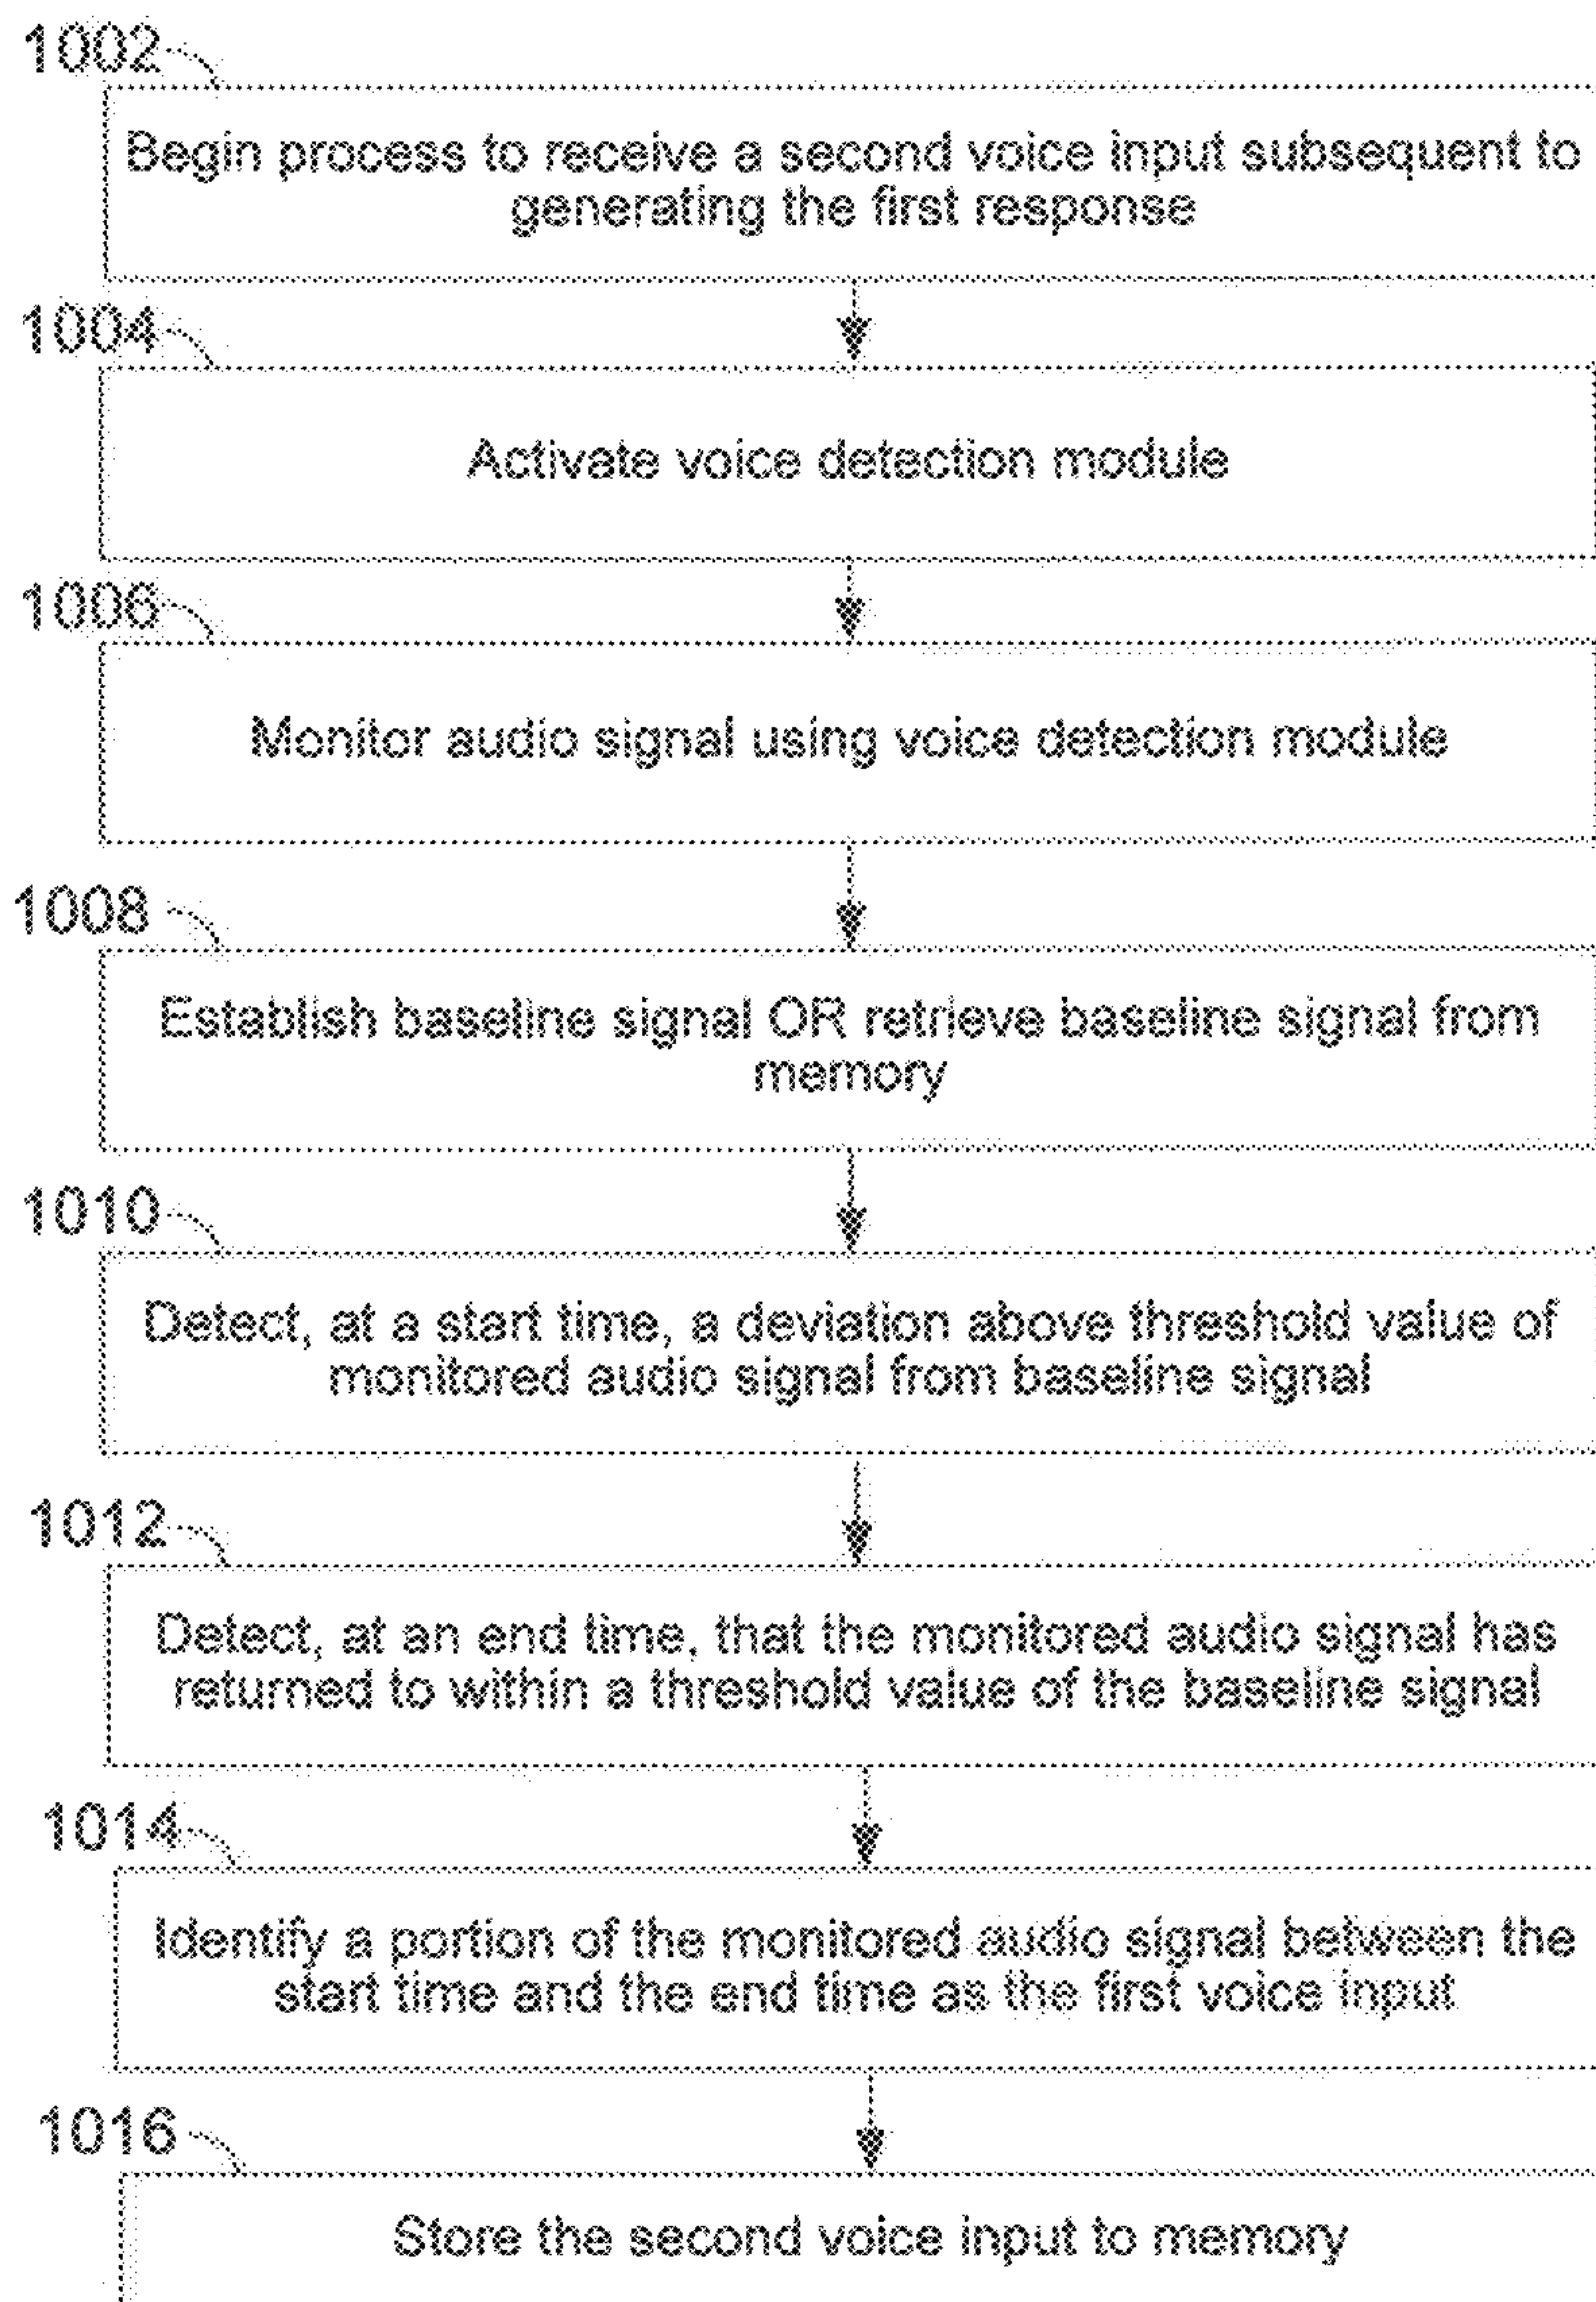 1002
Begin process to receive a second voice input subsequent to
generating the first response
1004
Activate voice detection module
1006
Monitor audio signal using voice detection module
1008
Establish baseline signal OR retrieve baseline signal from
memory
1010
Detect, at a start time, a deviation above threshold value of
monitored audio signal from baseline signal
1012
Detect, at an end time, that the monitored audio signal has
returned to within a threshold value of the baseline signal
1014
Identify a portion of the monitored audio signal between the
start time and the end time as the first voice input
1016
Store the second voice input to memory